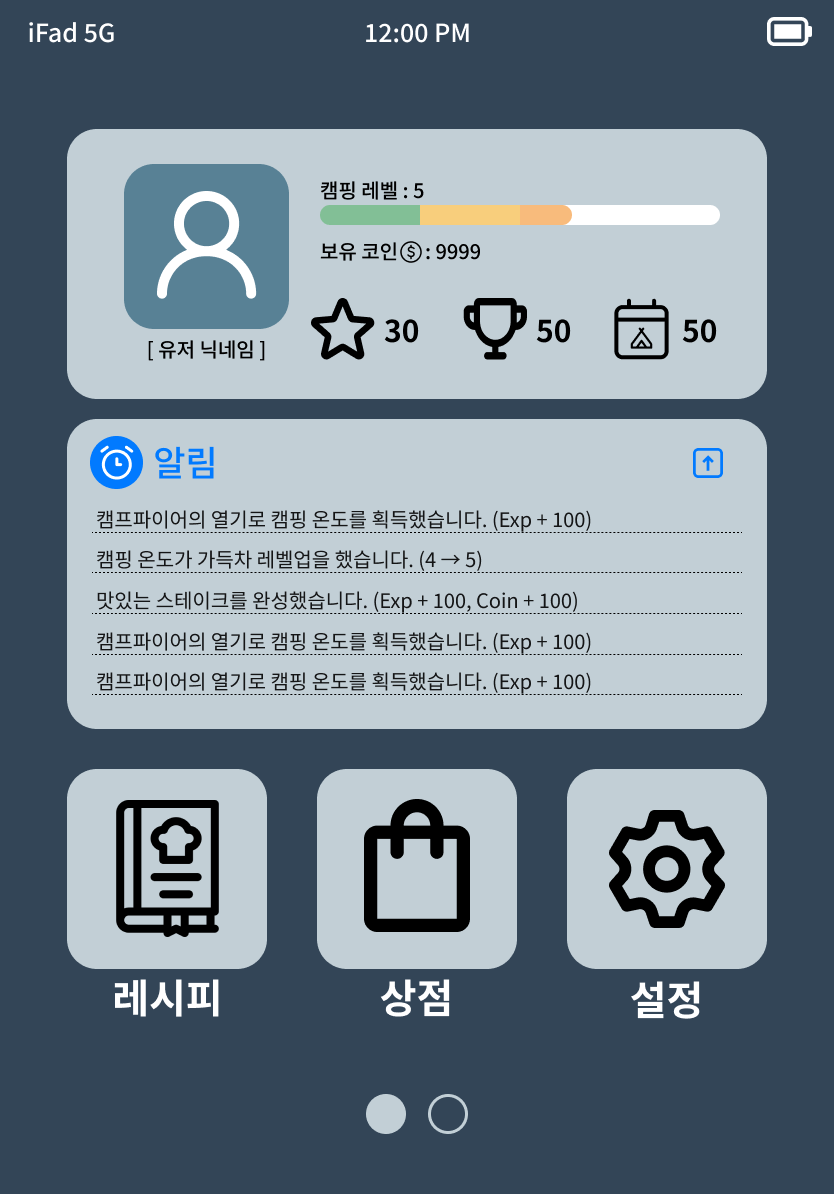 iFad 5G
12:00 PM
캠핑 레벨 : 5
보유 코인$ : 9999
[ 유저 닉네임 ]
30
50
50
알림
캠프파이어의 열기로 캠핑 온도를 획득했습니다. (Exp + 100)
캠핑 온도가 가득차 레벨업을 했습니다. (4 → 5)
맛있는 스테이크를 완성했습니다. (Exp + 100, Coin + 100)
캠프파이어의 열기로 캠핑 온도를 획득했습니다. (Exp + 100)
캠프파이어의 열기로 캠핑 온도를 획득했습니다. (Exp + 100)
레시피
상점
설정